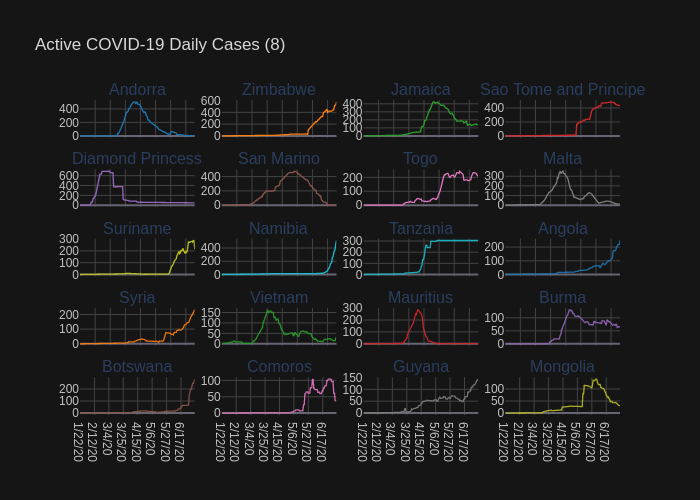 Active COVID-19 Daily Cases (8)
Andorra Zimbabwe Jamaica Sao Tome and Principe
400 200 0 600 400 200 0 400 300 200 100 0 400 200 0
Diamond Princess San Marino Togo Malta
600 400 200 0 400 200 0 200 100 0 300 200 100 0
Suriname Namibia Tanzania Angola
300 200 100 0 400 200 0 300 200 100 0 200 100 0
Syria Vietnam Mauritius Burma
200 100 0 150 100 50 0 300 200 100 0 100 50 0
Botswana Comoros Guyana Mongolia
200 100 0 100 50 0 150 100 50 0 100 50 0
1/22/20 2/12/20 3/4/20 3/25/20 4/15/20 5/6/20 5/27/20 6/17/20 1/22/20 2/12/20 3/4/20 3/25/20 4/15/20 5/6/20 5/27/20 6/17/20 1/22/20 2/12/20 3/4/20 3/25/20 4/15/20 5/6/20 5/27/20 6/17/20 1/22/20 2/12/20 3/4/20 3/25/20 4/15/20 5/6/20 5/27/20 6/17/20